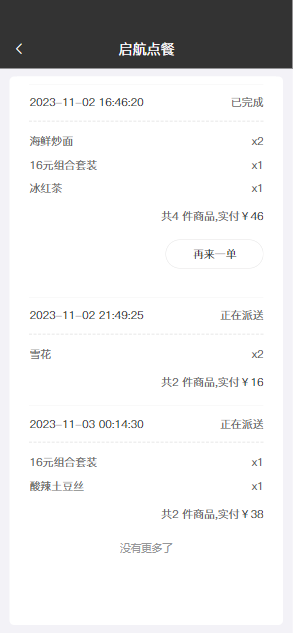 启航点餐
2023-11-02 16:46:20 已完成
海鲜炒面 x2
16元组合套装 x1
冰红茶 x1
共4 件商品,实付￥46
再来一单
2023-11-02 21:49:25 正在派送
雪花 x2
共2 件商品,实付￥16
2023-11-03 00:14:30 正在派送
16元组合套装 x1
酸辣土豆丝 x1
共2 件商品,实付￥38
没有更多了